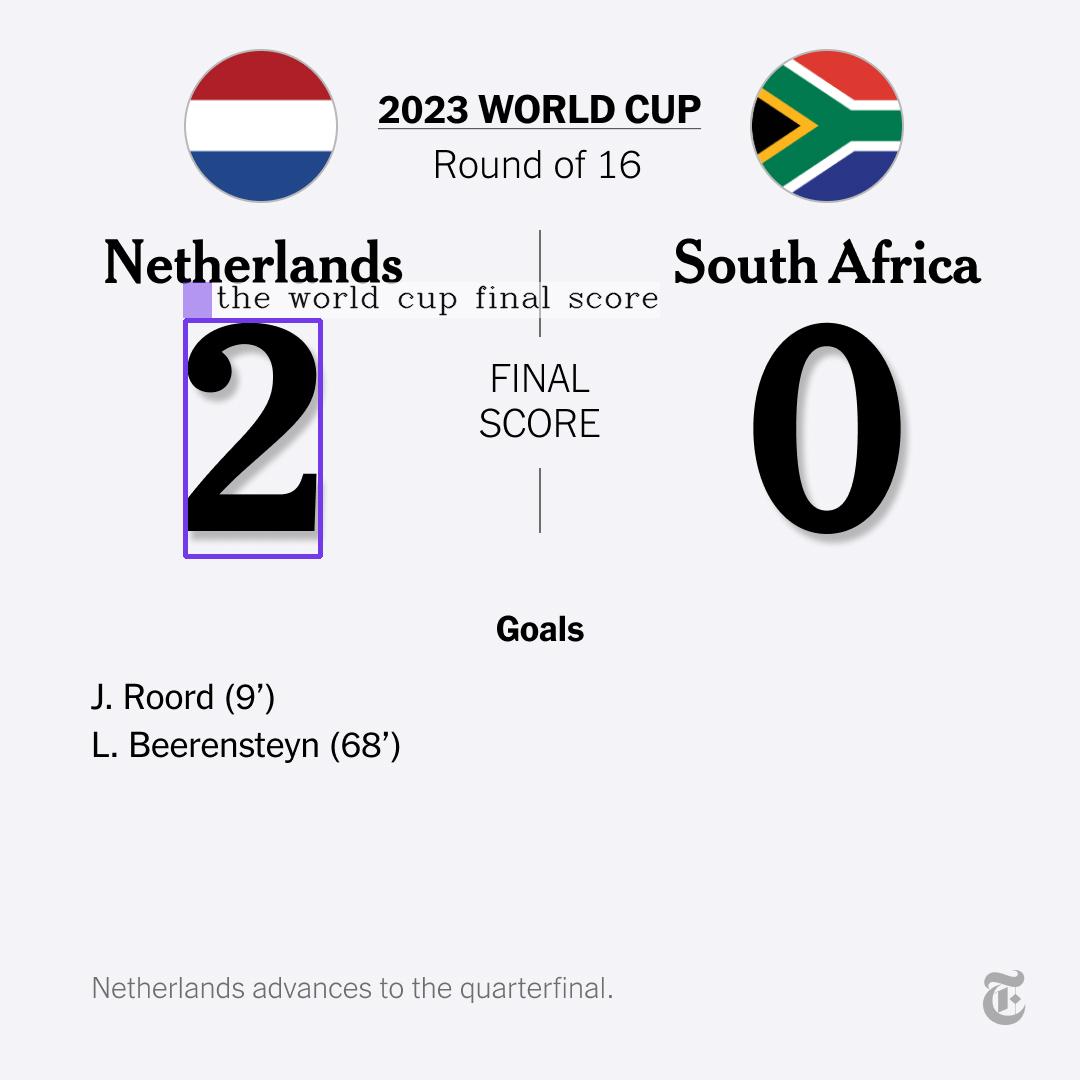 2023 WORLD CUP
Round of 16
Netherlands
South Africa
the world cup final score
2
FINAL
SCORE
0
Goals
J. Roord (9’)
L. Beerensteyn (68’)
Netherlands advances to the quarterfinal.
T